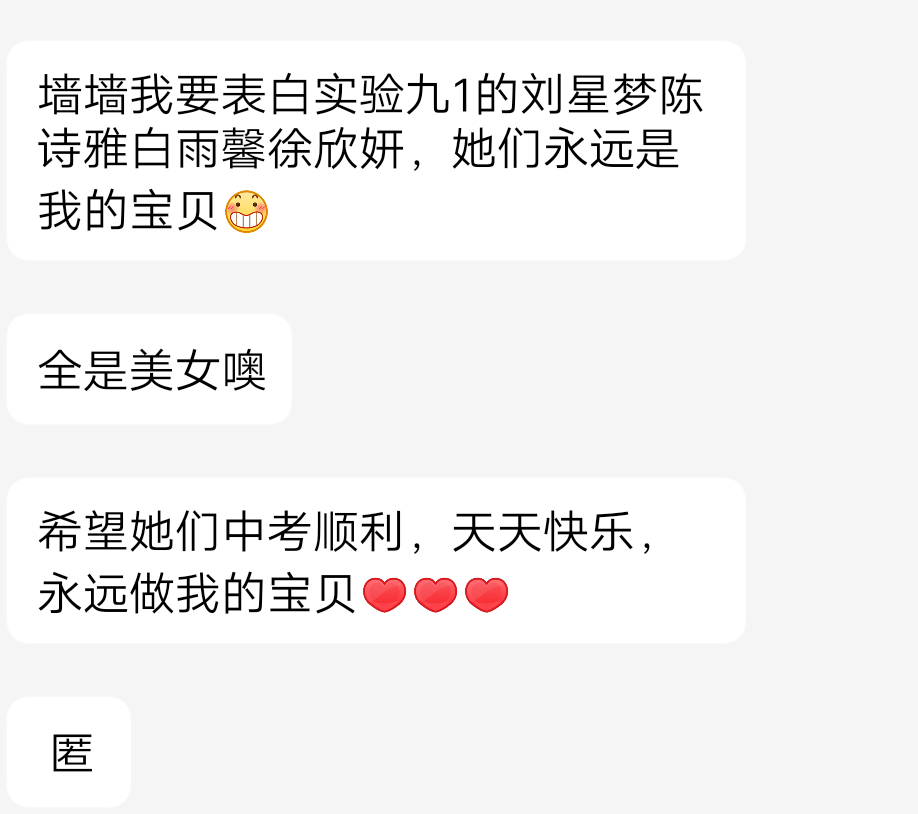 墙墙我要表白实验九1的刘星梦陈
诗雅白雨馨徐欣妍，她们永远是
我的宝贝😁
全是美女噢
希望她们中考顺利，天天快乐，
永远做我的宝贝❤❤❤
匿